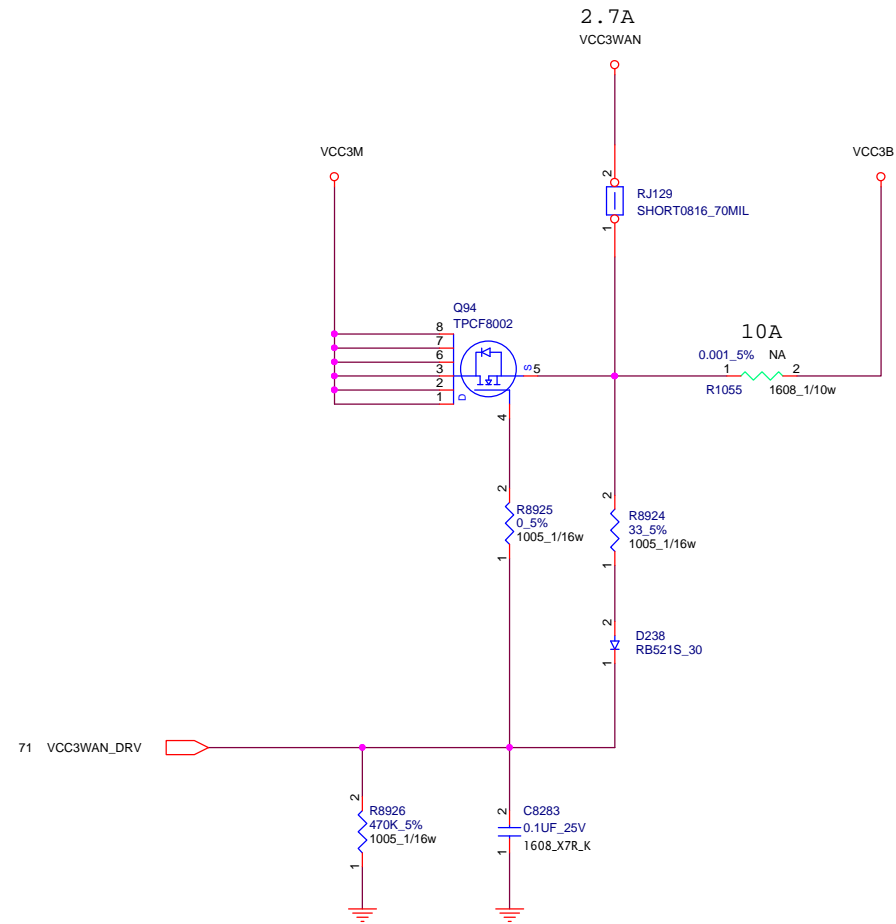 2.7A
VCC3WAN
VCC3M
VCC3B
2
RJ129
SHORT0816_70MIL
1
Q94
TPCF8002
8
7
6
3
2
1
D
S
5
4
10A
0.001_5% NA
1 2
R1055 1608_1/10w
2
R8925
0_5%
1005_1/16w
1
2
R8924
33_5%
1005_1/16w
1
2
D238
RB521S_30
1
71 VCC3WAN_DRV
2
R8926
470K_5%
1005_1/16w
1
2
C8283
0.1UF_25V
1608_X7R_K
1